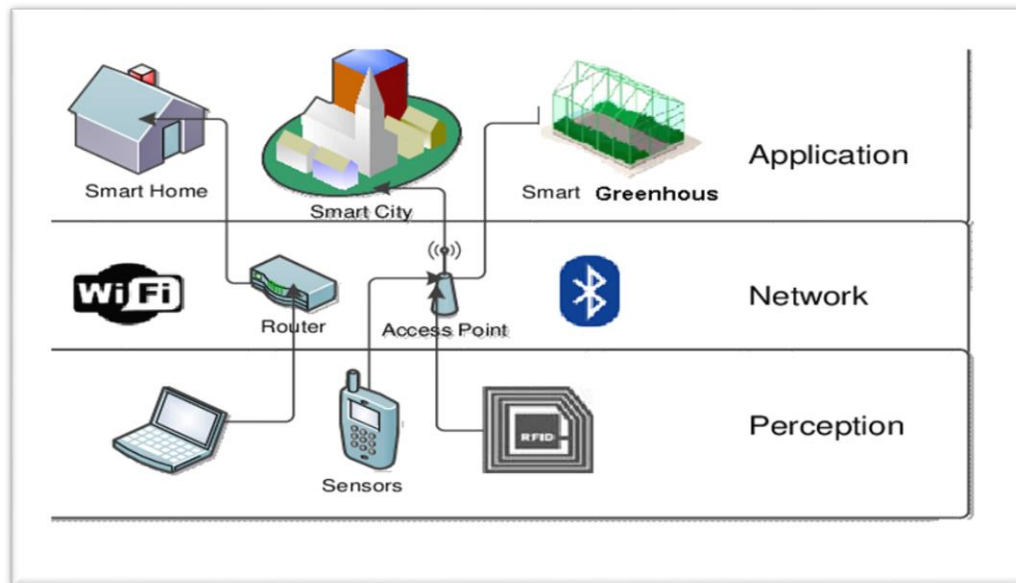 Smart Home
Smart City
Smart Greenhous
Application
WiFi
Router
Access Point
Network
RFID
Sensors
Perception